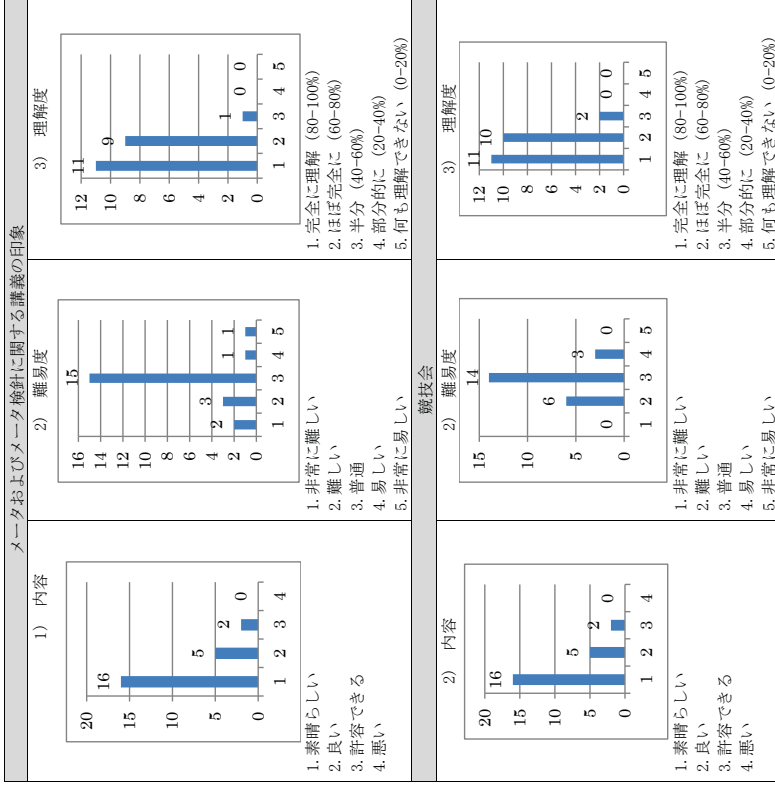 メータおよびメータ検針に関する講義の印象
1) 内容
20
15
10
5
0
16
5
2
0
1 2 3 4
1. 素晴らしい
2. 良い
3. 許容できる
4. 悪い
2) 難易度
16
14
12
10
8
6
4
2
0
2
3
15
1
1
1 2 3 4 5
1. 非常に難しい
2. 難しい
3. 普通
4. 易しい
5. 非常に易しい
3) 理解度
12
10
8
6
4
2
0
11
9
1
0
0
1 2 3 4 5
1. 完全に理解 (80-100%)
2. ほぼ完全に (60-80%)
3. 半分 (40-60%)
4. 部分的に (20-40%)
5. 何も理解できない (0-20%)
競技会
2) 内容
20
15
10
5
0
16
5
2
0
1 2 3 4
1. 素晴らしい
2. 良い
3. 許容できる
4. 悪い
2) 難易度
15
10
5
0
0
6
14
3
0
1 2 3 4 5
1. 非常に難しい
2. 難しい
3. 普通
4. 易しい
5. 非常に易しい
3) 理解度
12
10
8
6
4
2
0
11
10
2
0
0
1 2 3 4 5
1. 完全に理解 (80-100%)
2. ほぼ完全に (60-80%)
3. 半分 (40-60%)
4. 部分的に (20-40%)
5. 何も理解できない (0-20%)